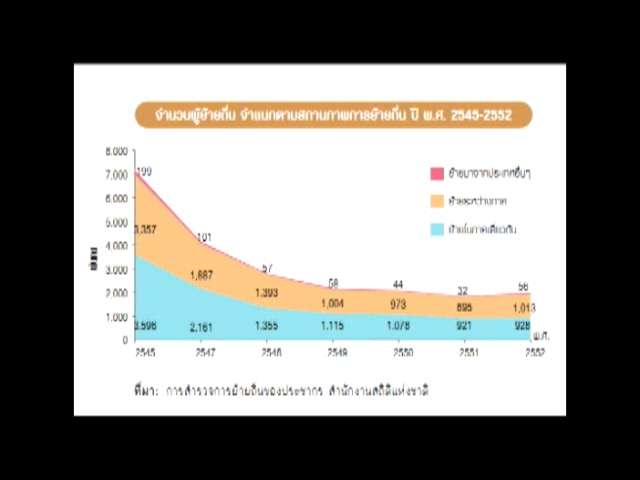 จำนวนผู้ย้ายถิ่น จำแนกตามสถานภาพการย้ายถิ่น ปี พ.ศ. 2545-2552
8,000
7,000
6,000
5,000
4,000
3,000
2,000
1,000
0
พันคน
ย้ายมาจากประเทศอื่นๆ
ย้ายระหว่างภาค
ย้ายในภาคเดียวกัน
199 101 57 58 44 32 56
3,357 1,887 1,393 1,004 973 895 1,013
3,596 2,161 1,355 1,115 1,078 921 928
พ.ศ.
2545 2547 2548 2549 2550 2551 2552
ที่มา: การสำรวจการย้ายถิ่นของประชากร สำนักงานสถิติแห่งชาติ